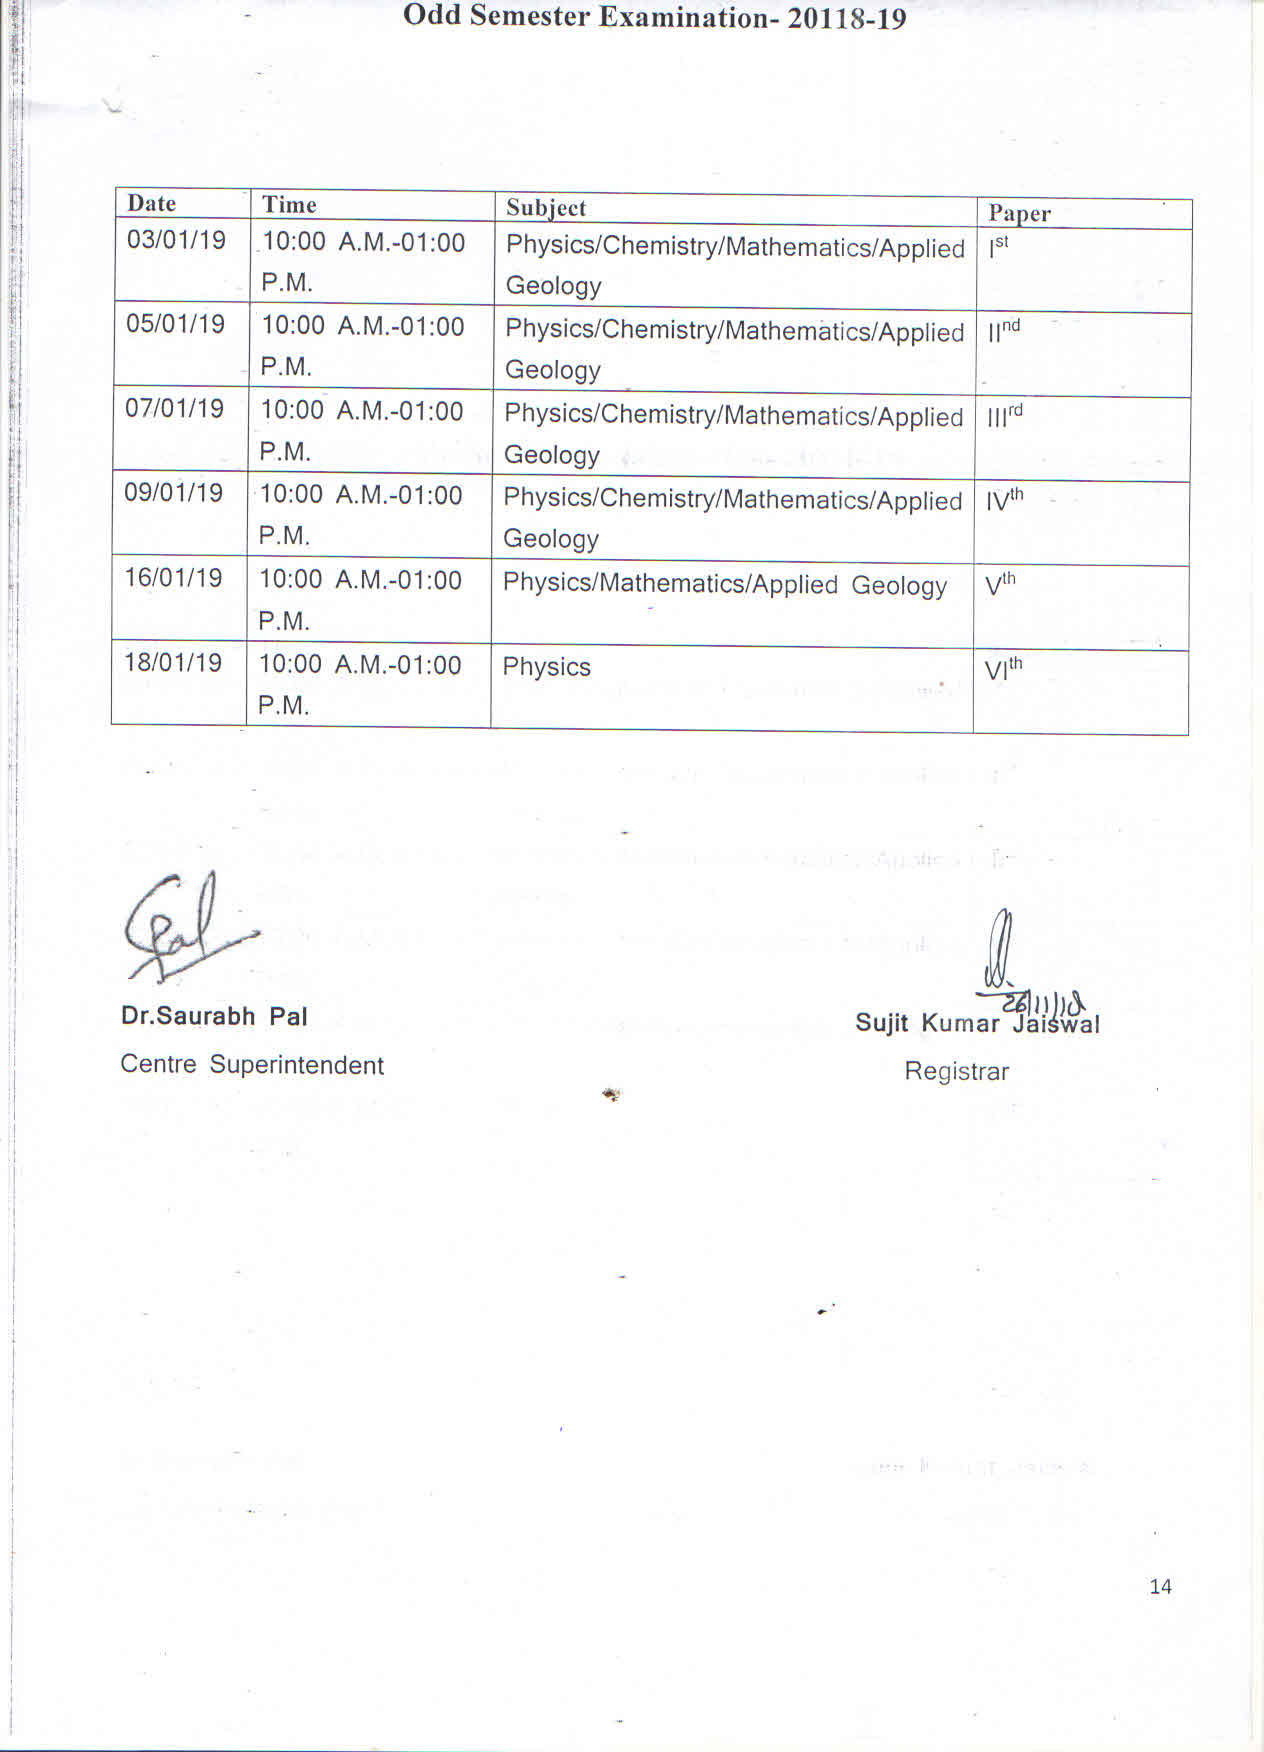 Odd Semester Examination- 20118-19
Date Time Subject Paper
03/01/19 10:00 A.M.-01:00 Physics/Chemistry/Mathematics/Applied Ist
P.M. Geology
05/01/19 10:00 A.M.-01:00 Physics/Chemistry/Mathematics/Applied IInd
P.M. Geology
07/01/19 10:00 A.M.-01:00 Physics/Chemistry/Mathematics/Applied IIIrd
P.M. Geology
09/01/19 10:00 A.M.-01:00 Physics/Chemistry/Mathematics/Applied IVth
P.M. Geology
16/01/19 10:00 A.M.-01:00 Physics/Mathematics/Applied Geology Vth
P.M.
18/01/19 10:00 A.M.-01:00 Physics VIth
P.M.
Pal
26/11/18
Dr.Saurabh Pal Sujit Kumar Jaiswal
Centre Superintendent Registrar
14